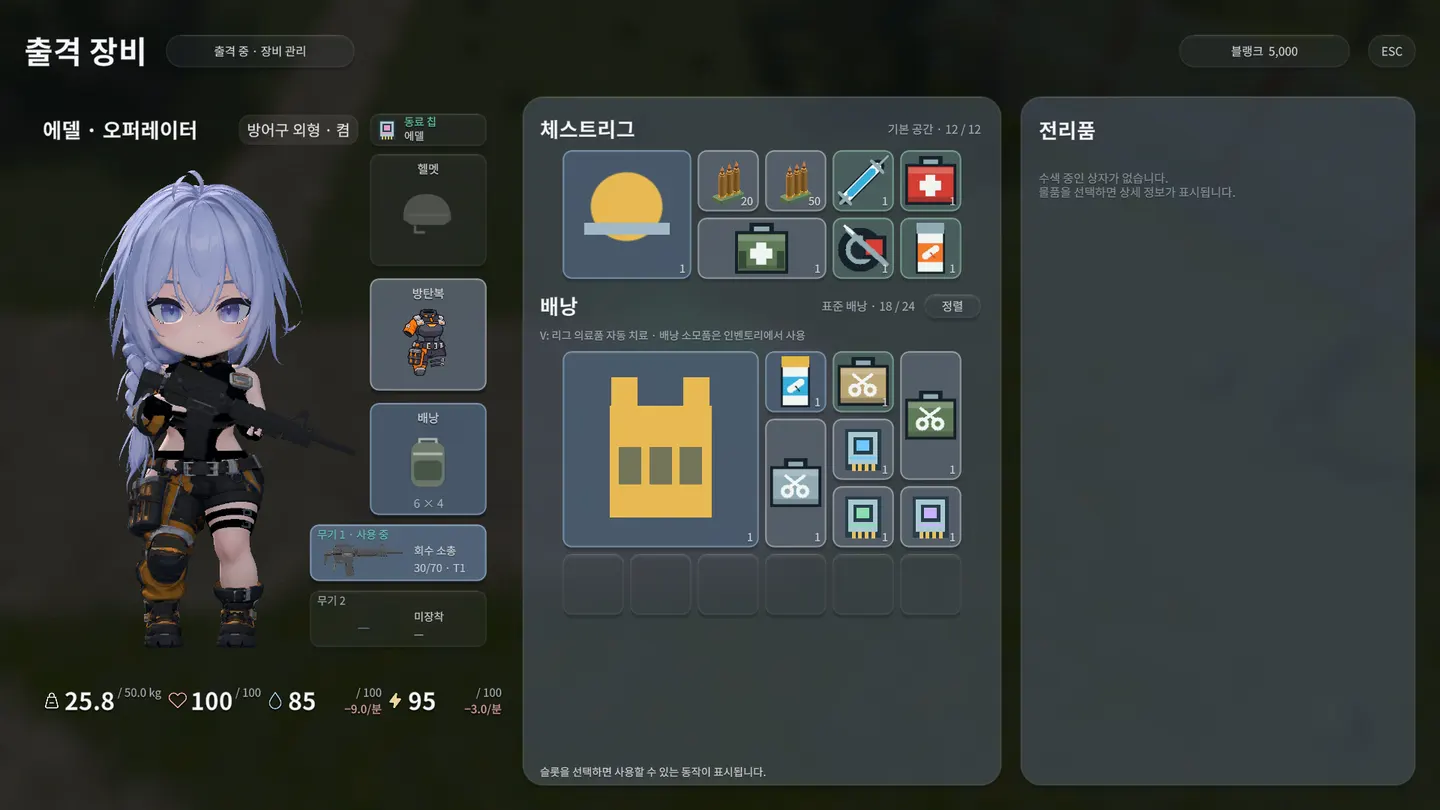 출격 장비
출격 중 · 장비 관리
블랭크 5,000
ESC
에델 · 오퍼레이터
방어구 외형 · 켬
동료 칩
에델
헬멧
방탄복
배낭
6 × 4
무기 1 · 사용 중
회수 소총
30/70 · T1
무기 2
—
미장착
—
25.8 / 50.0 kg
100 / 100
85 / 100
−9.0/분
95 / 100
−3.0/분
체스트리그
기본 공간 · 12 / 12
1
20
50
1
1
1
1
1
배낭
표준 배낭 · 18 / 24
정렬
V: 리그 의료품 자동 치료 · 배낭 소모품은 인벤토리에서 사용
1
1
1
1
1
1
1
1
슬롯을 선택하면 사용할 수 있는 동작이 표시됩니다.
전리품
수색 중인 상자가 없습니다.
물품을 선택하면 상세 정보가 표시됩니다.